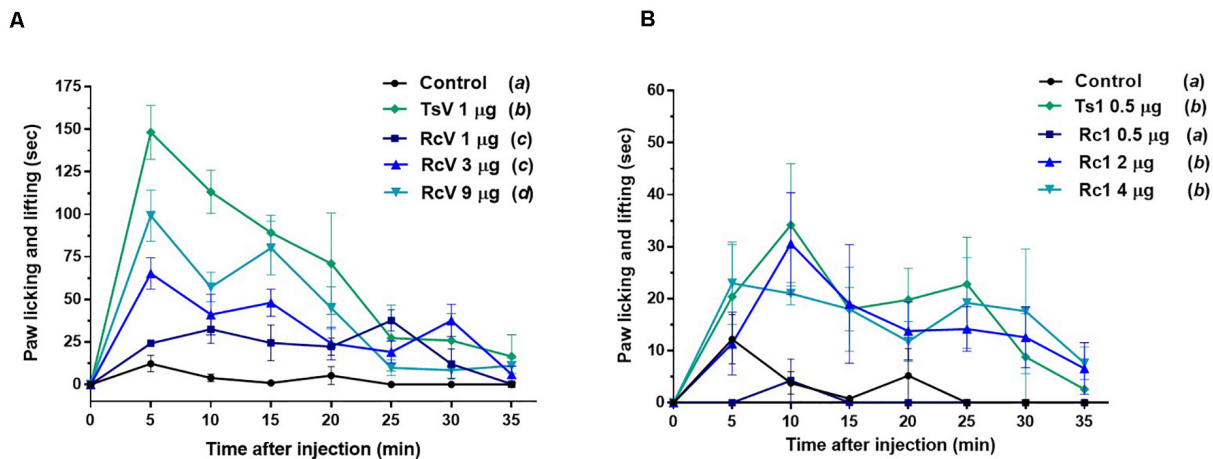 A
Paw licking and lifting (sec)
175
150
125
100
75
50
25
0
Control (a)
TsV 1 µg (b)
RcV 1 µg (c)
RcV 3 µg (c)
RcV 9 µg (d)
0 5 10 15 20 25 30 35
Time after injection (min)
B
Paw licking and lifting (sec)
60
50
40
30
20
10
0
Control (a)
Ts1 0.5 µg (b)
Rc1 0.5 µg (a)
Rc1 2 µg (b)
Rc1 4 µg (b)
0 5 10 15 20 25 30 35
Time after injection (min)